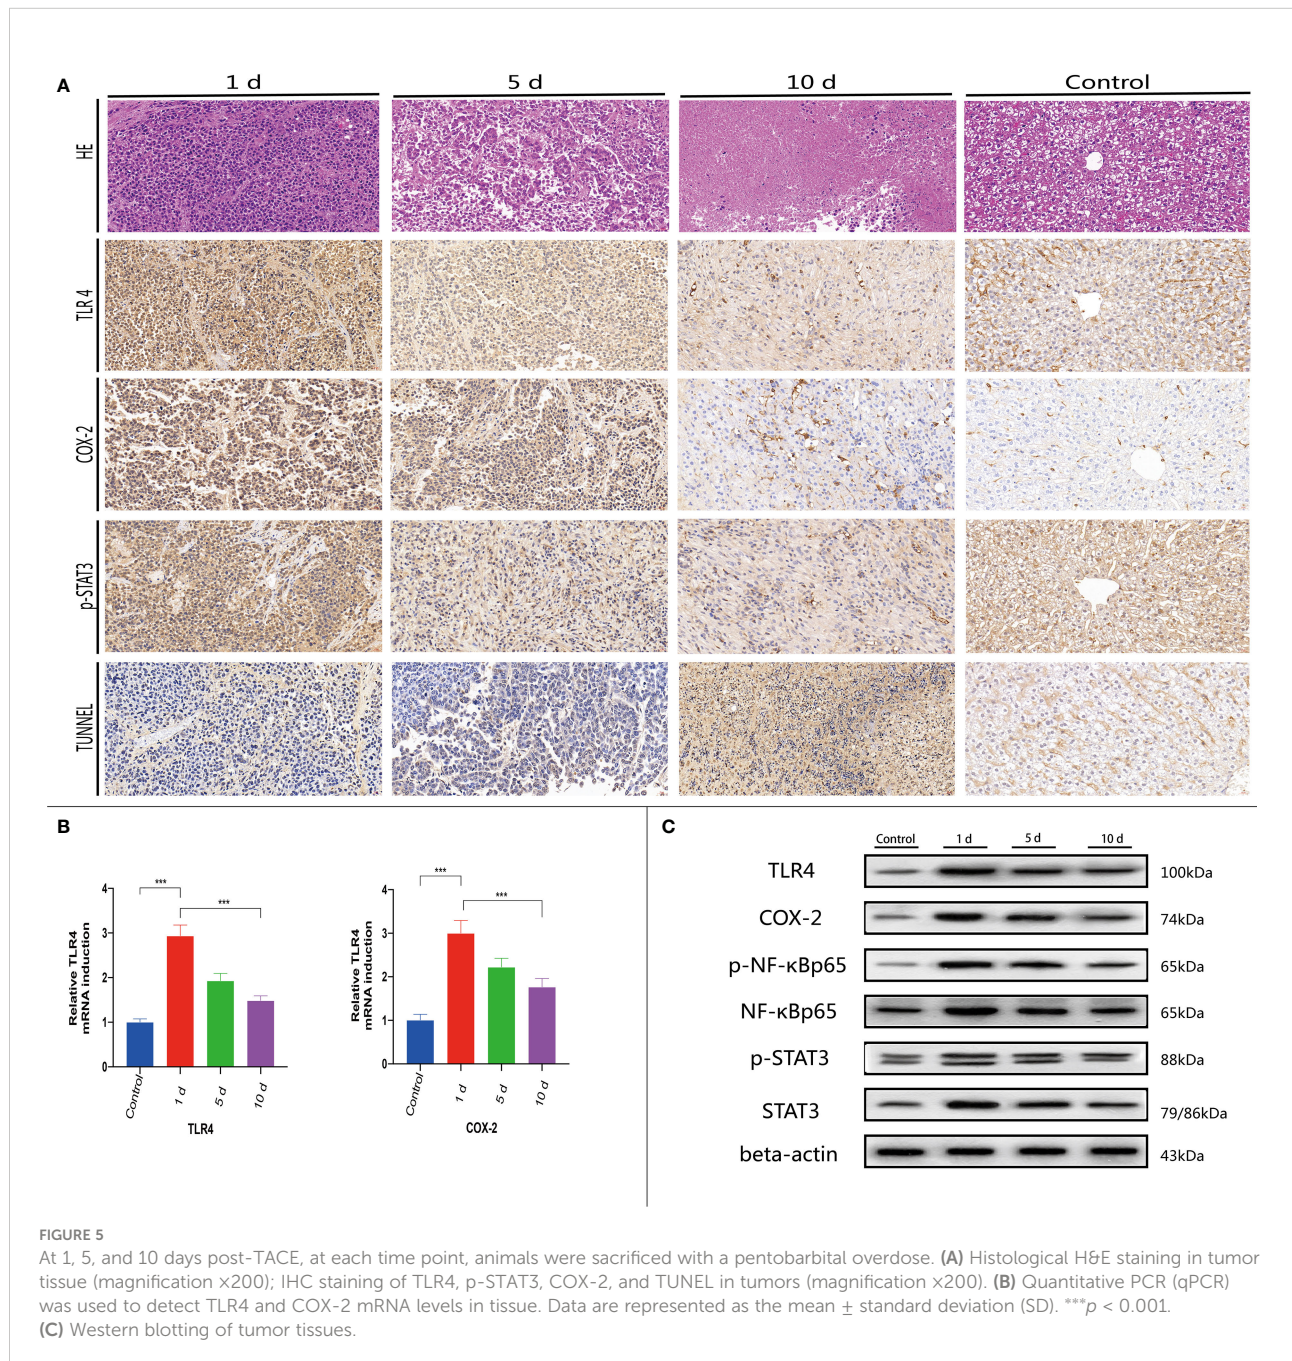 A
1 d
5 d
10 d
Control
HE
TLR 4
COX-2
p-STAT3
TUNNEL
B
Relative TLR4
mRNA induction
4
3
2
1
0
***
***
Control
1 d
5 d
10 d
TLR4
Relative TLR4
mRNA induction
4
3
2
1
0
***
***
Control
1 d
5 d
10 d
COX-2
C
Control
1 d
5 d
10 d
TLR4
100kDa
COX-2
74kDa
p-NF-κBp65
65kDa
NF-κBp65
65kDa
p-STAT3
88kDa
STAT3
79/86kDa
beta-actin
43kDa
FIGURE 5
At 1, 5, and 10 days post-TACE, at each time point, animals were sacrificed with a pentobarbital overdose. (A) Histological H&E staining in tumor
tissue (magnification ×200); IHC staining of TLR4, p-STAT3, COX-2, and TUNEL in tumors (magnification ×200). (B) Quantitative PCR (qPCR)
was used to detect TLR4 and COX-2 mRNA levels in tissue. Data are represented as the mean ± standard deviation (SD). ***p < 0.001.
(C) Western blotting of tumor tissues.